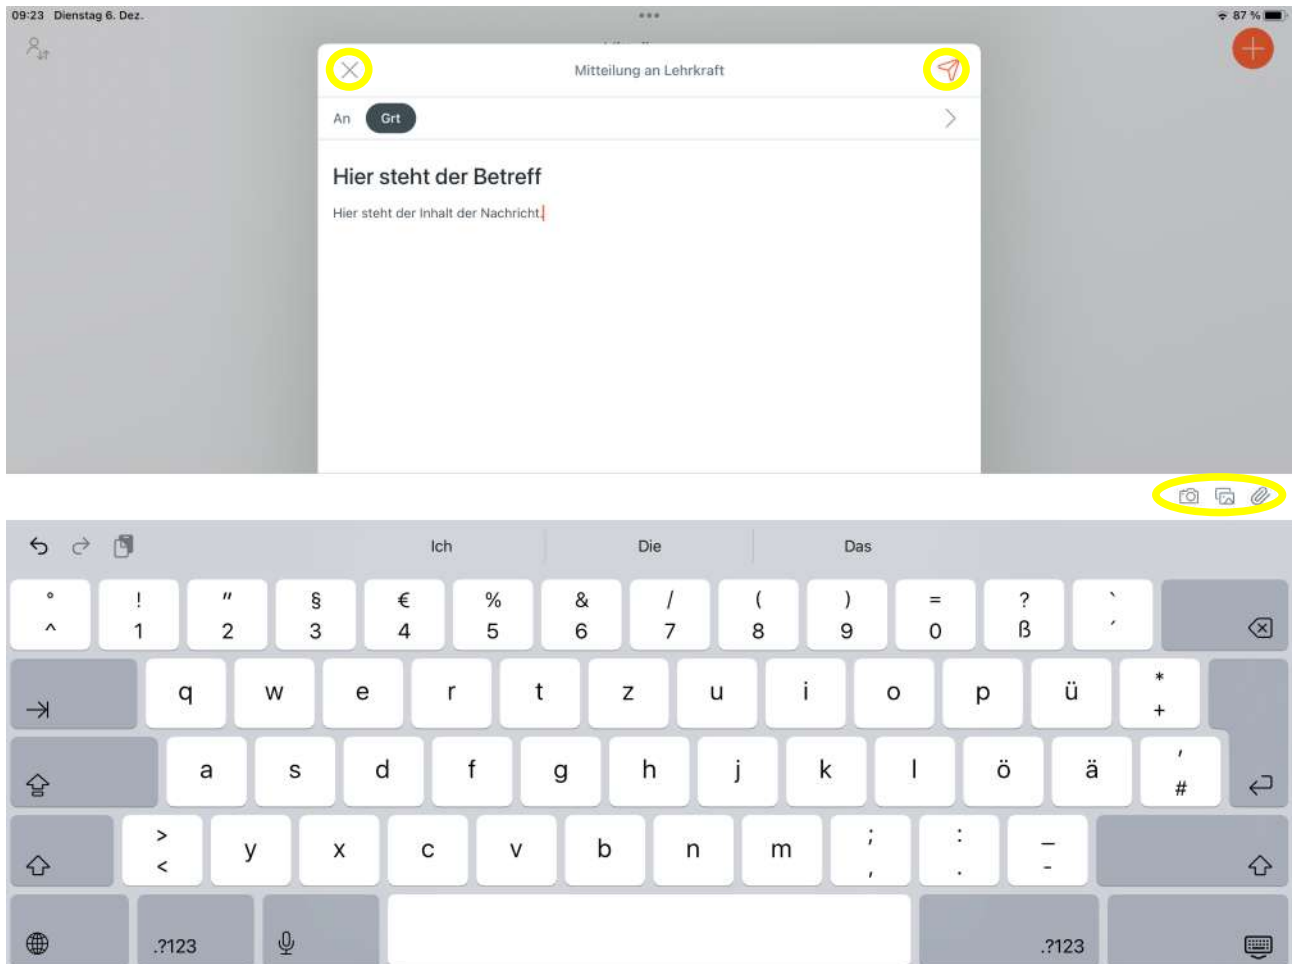 09:23 Dienstag 6. Dez.
87 %
Mitteilung an Lehrkraft
An Grt
Hier steht der Betreff
Hier steht der Inhalt der Nachricht.
Ich Die Das
° ! " § € % & / ( ) = ? `
^ 1 2 3 4 5 6 7 8 9 0 ß ´
q w e r t z u i o p ü *
+
a s d f g h j k l ö ä '
#
> y x c v b n m ; : _
< , . -
.?123 .?123